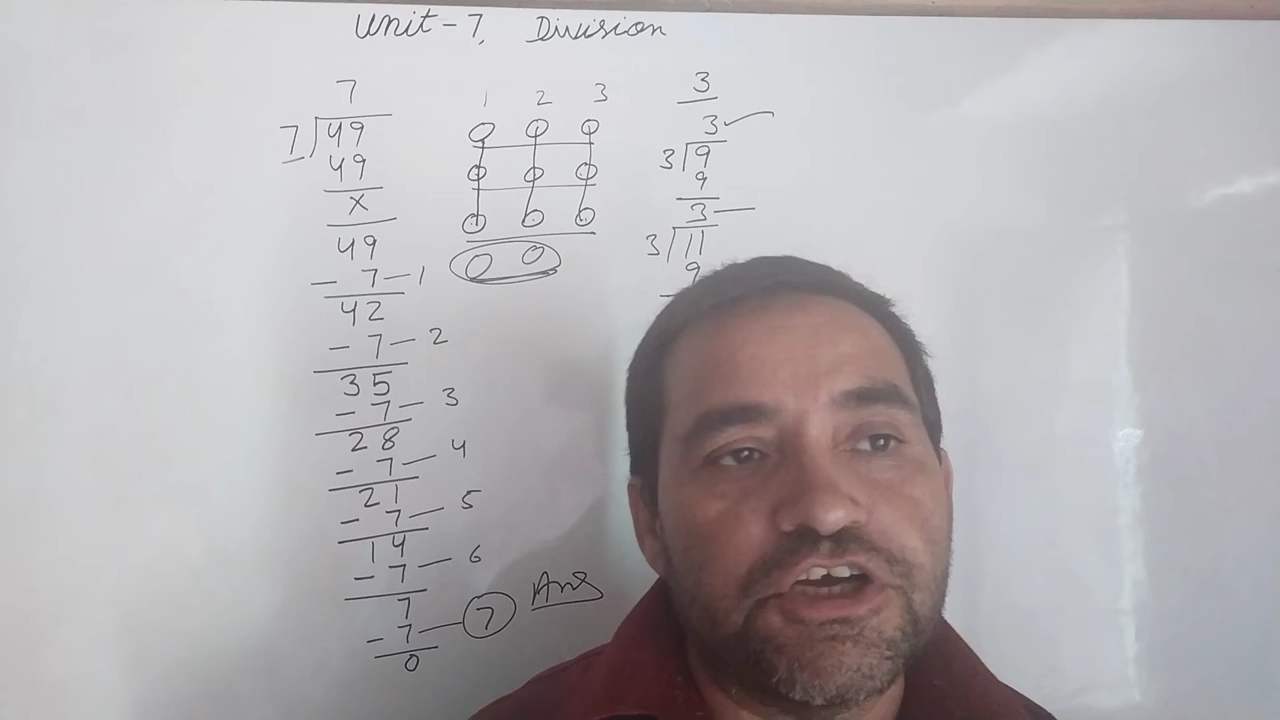 Unit-7, Division
7
7 49
49
x
49
- 7 - 1
42
- 7 - 2
35
- 7 - 3
28
- 7 - 4
21
- 7 - 5
14
- 7 - 6
7
- 7 - 7 Ans
0
1 2 3
3
3
3 9
9
3
3 11
9